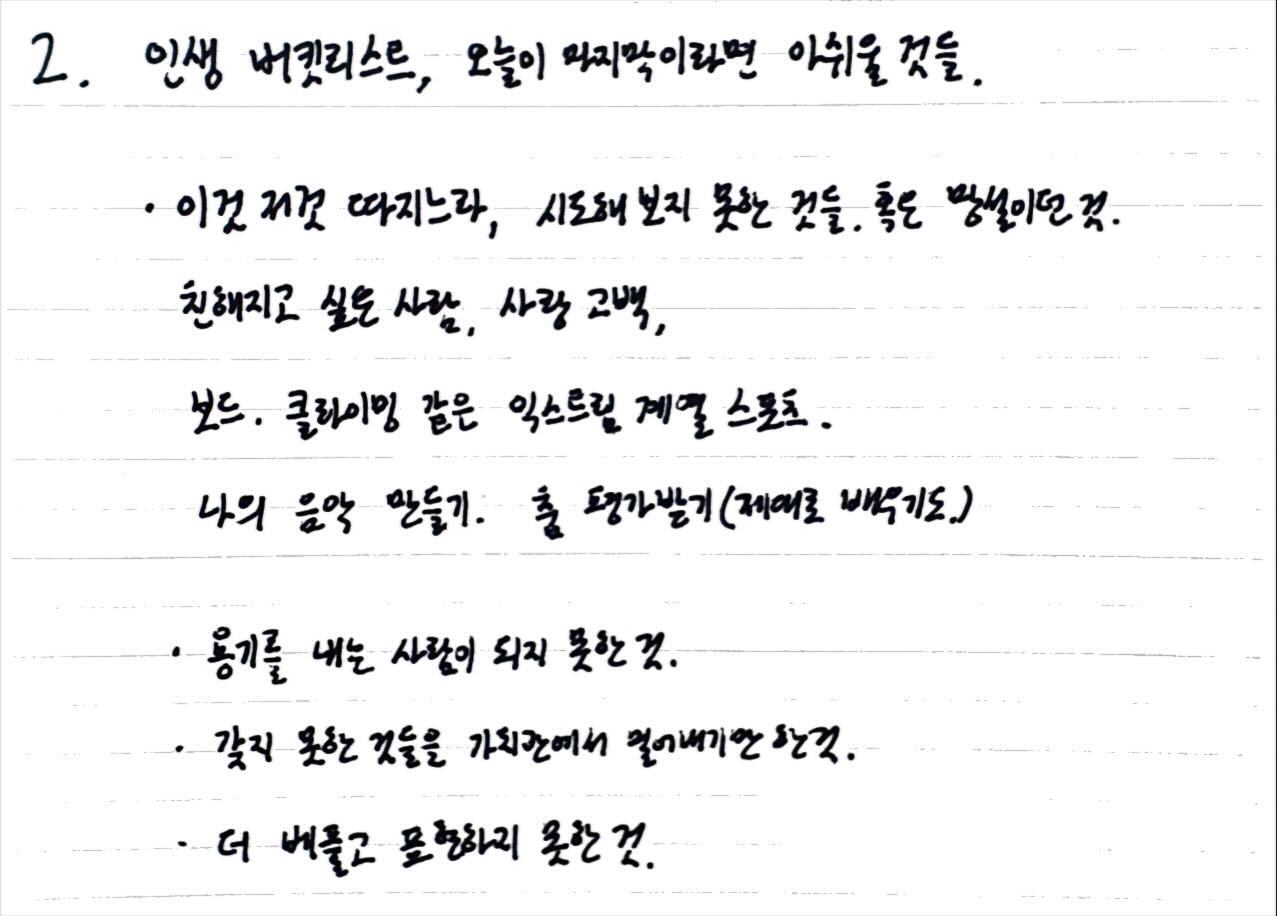 2. 인생 버킷리스트, 오늘이 마지막이라면 아쉬울 것들.
· 이것 저것 따지느라, 시도해 보지 못한 것들. 혹은 망설이던 것.
친해지고 싶은 사람, 사랑 고백,
보드. 클라이밍 같은 익스트림 계열 스포츠.
나의 음악 만들기. 춤 평가받기(제대로 배우기도.)
· 용기를 내는 사람이 되지 못한 것.
· 갖지 못한 것들을 가치관에서 밀어내기만 한것.
· 더 베풀고 표현하지 못한 것.